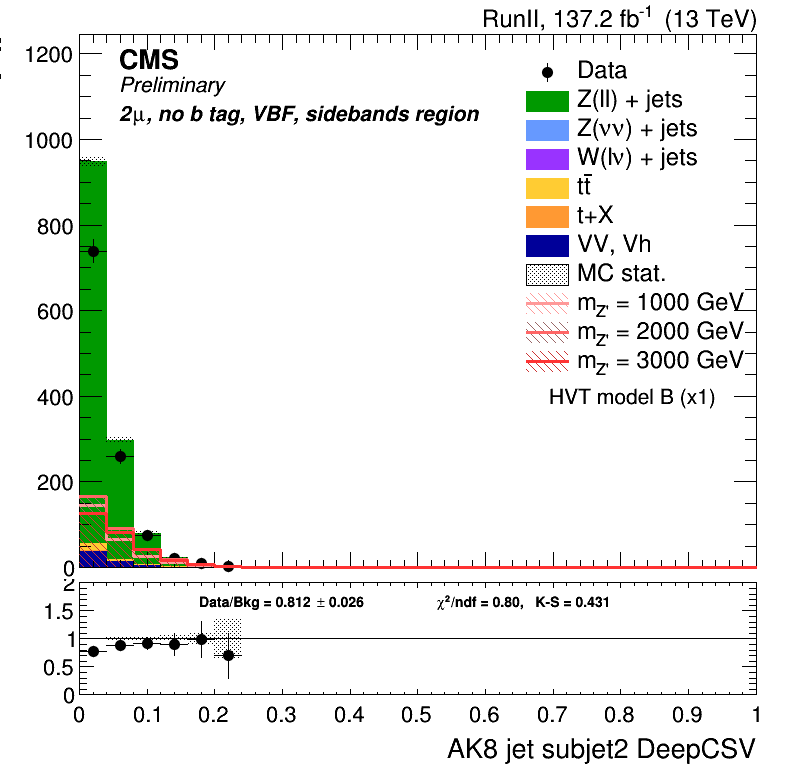 RunII, 137.2 fb⁻¹ (13 TeV)
CMS
Preliminary
2μ, no b tag, VBF, sidebands region
Data
Z(ll) + jets
Z(νν) + jets
W(lν) + jets
tt̄
t+X
VV, Vh
MC stat.
m_Z' = 1000 GeV
m_Z' = 2000 GeV
m_Z' = 3000 GeV
HVT model B (x1)
1200
1000
800
600
400
200
0
Data/Bkg = 0.812 ± 0.026 χ²/ndf = 0.80, K-S = 0.431
2
1.5
1
0.5
0
0 0.1 0.2 0.3 0.4 0.5 0.6 0.7 0.8 0.9 1
AK8 jet subjet2 DeepCSV